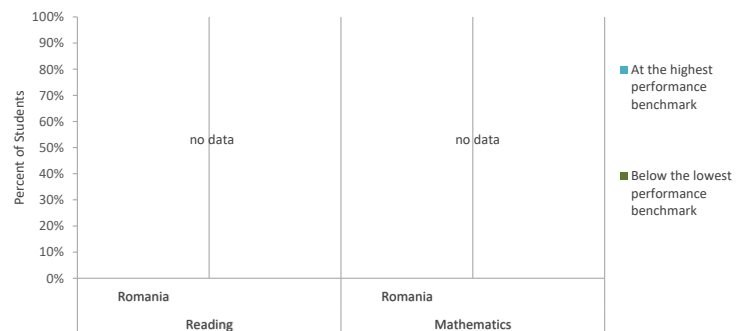 Percent of Students
100%
90%
80%
70%
60%
50%
40%
30%
20%
10%
0%
no data
no data
Romania
Romania
Reading
Mathematics
At the highest
performance
benchmark
Below the lowest
performance
benchmark